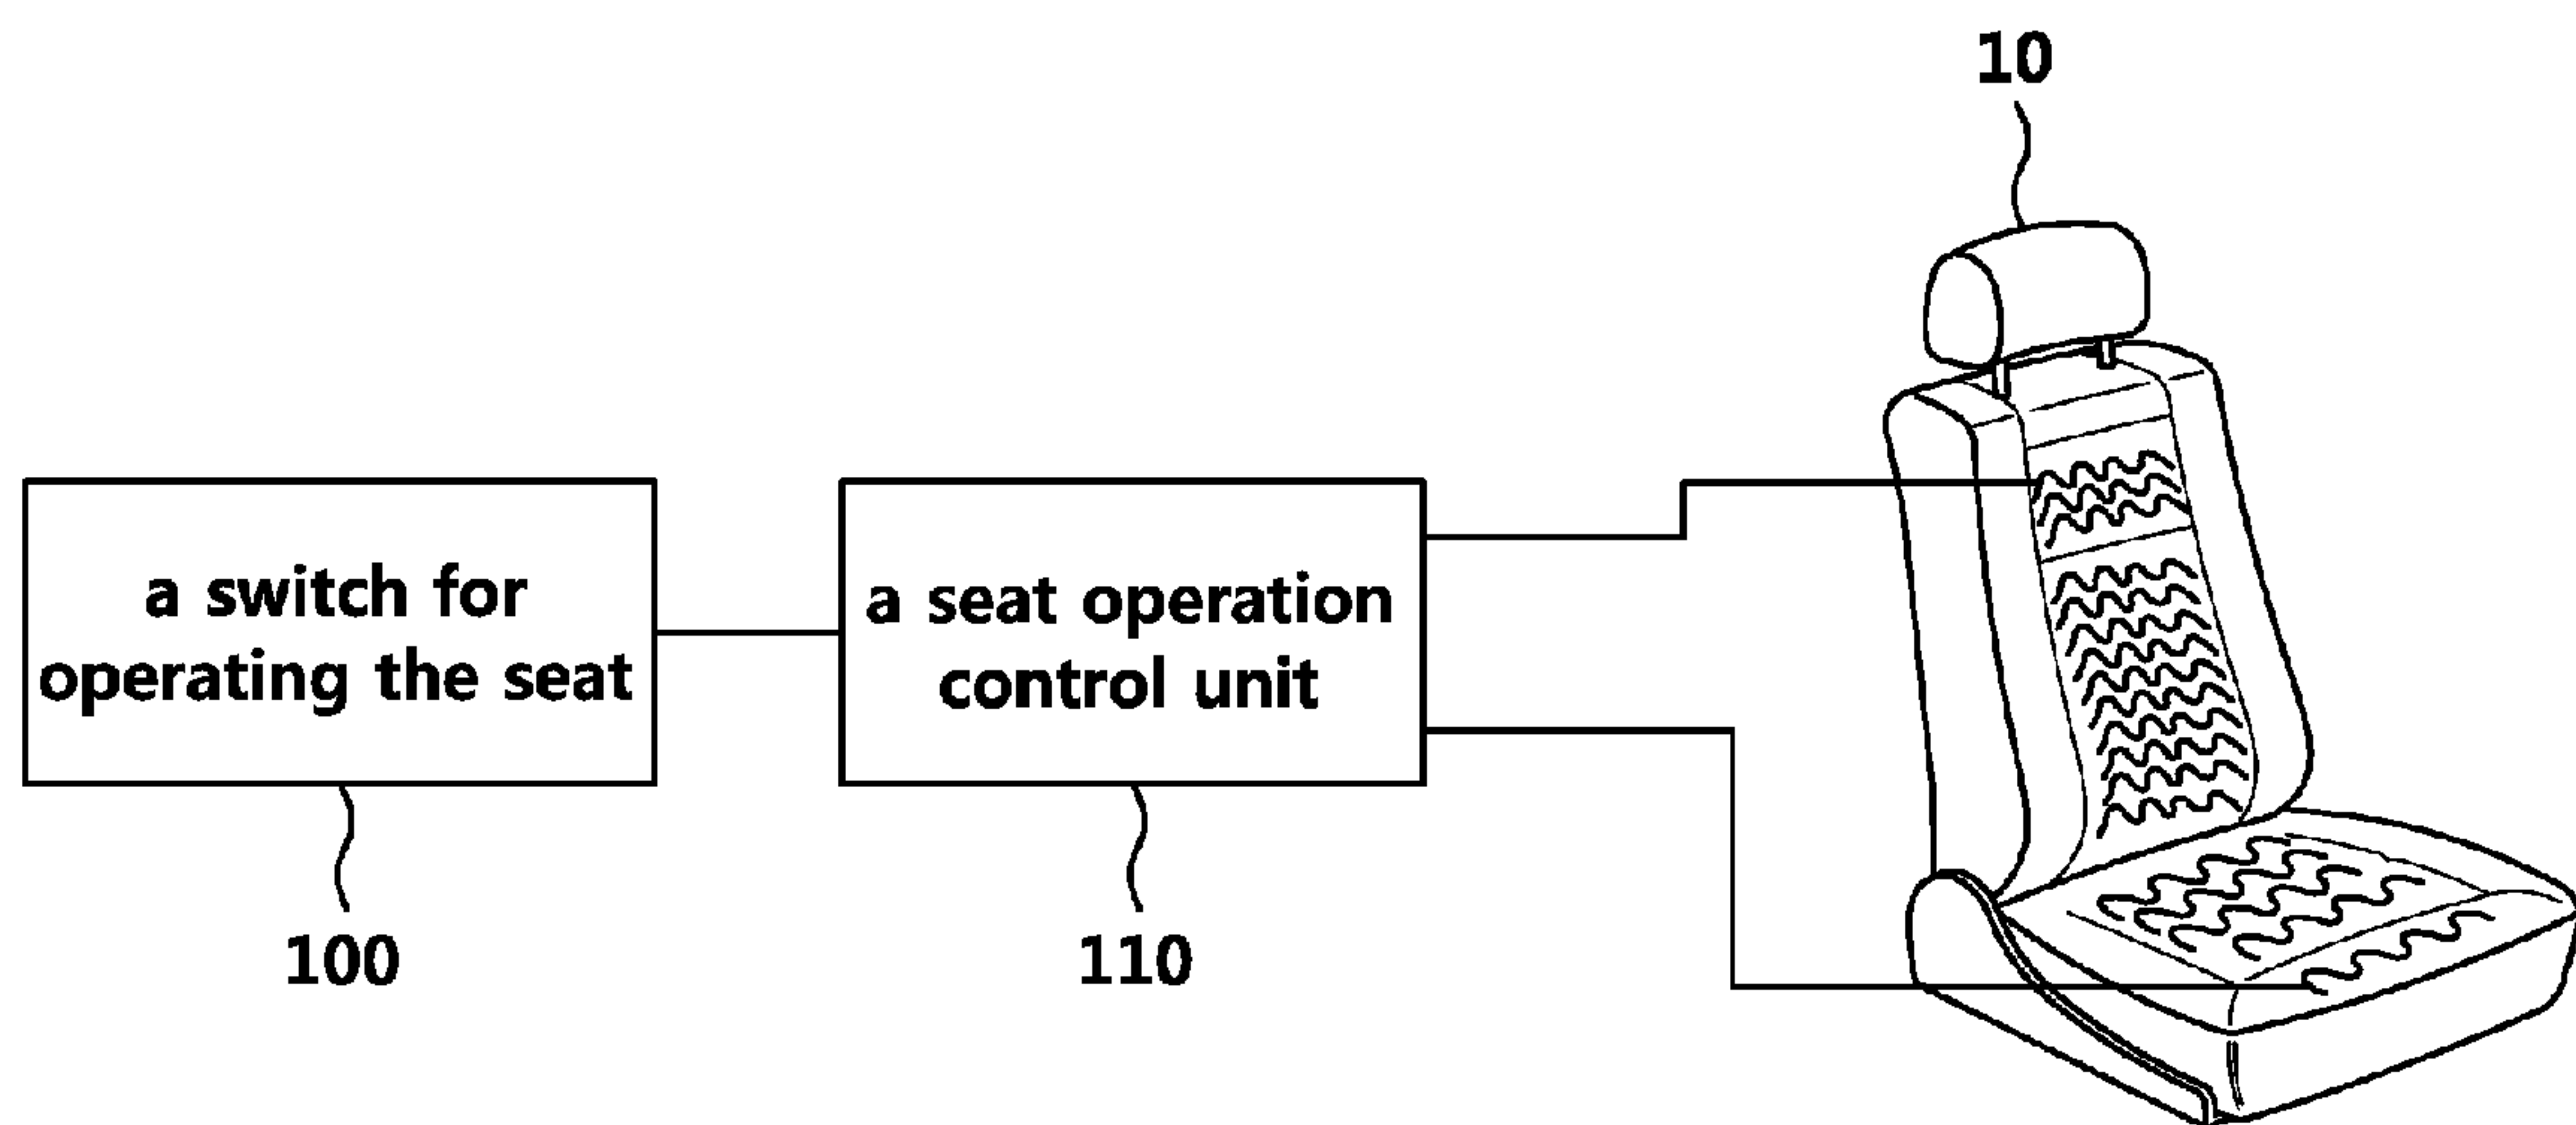 10
a switch for
operating the seat
a seat operation
control unit
100
110